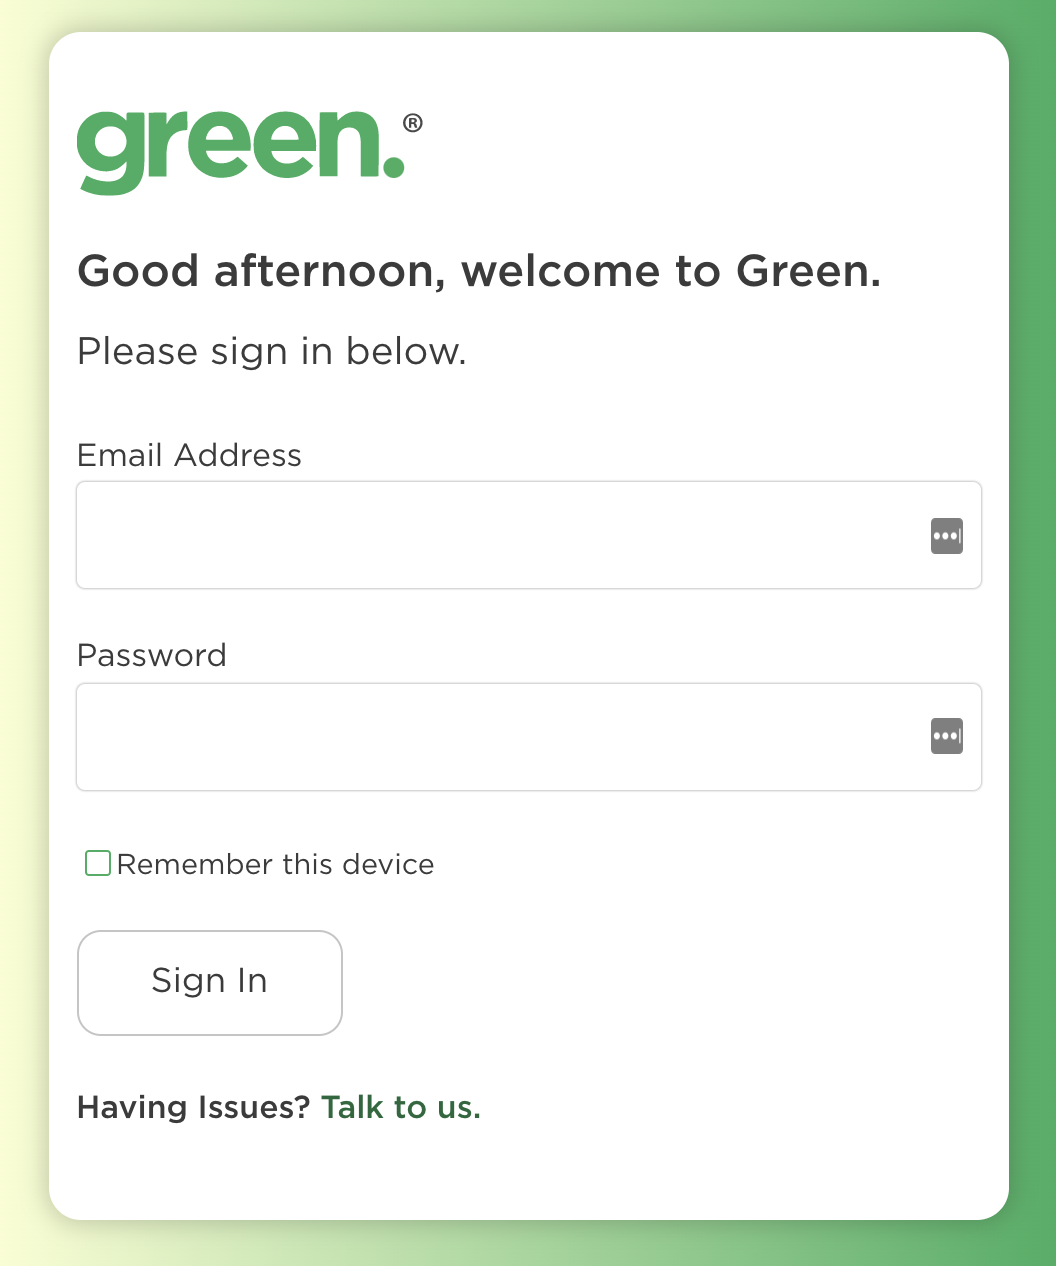 green.®
Good afternoon, welcome to Green.
Please sign in below.
Email Address
Password
Remember this device
Sign In
Having Issues? Talk to us.